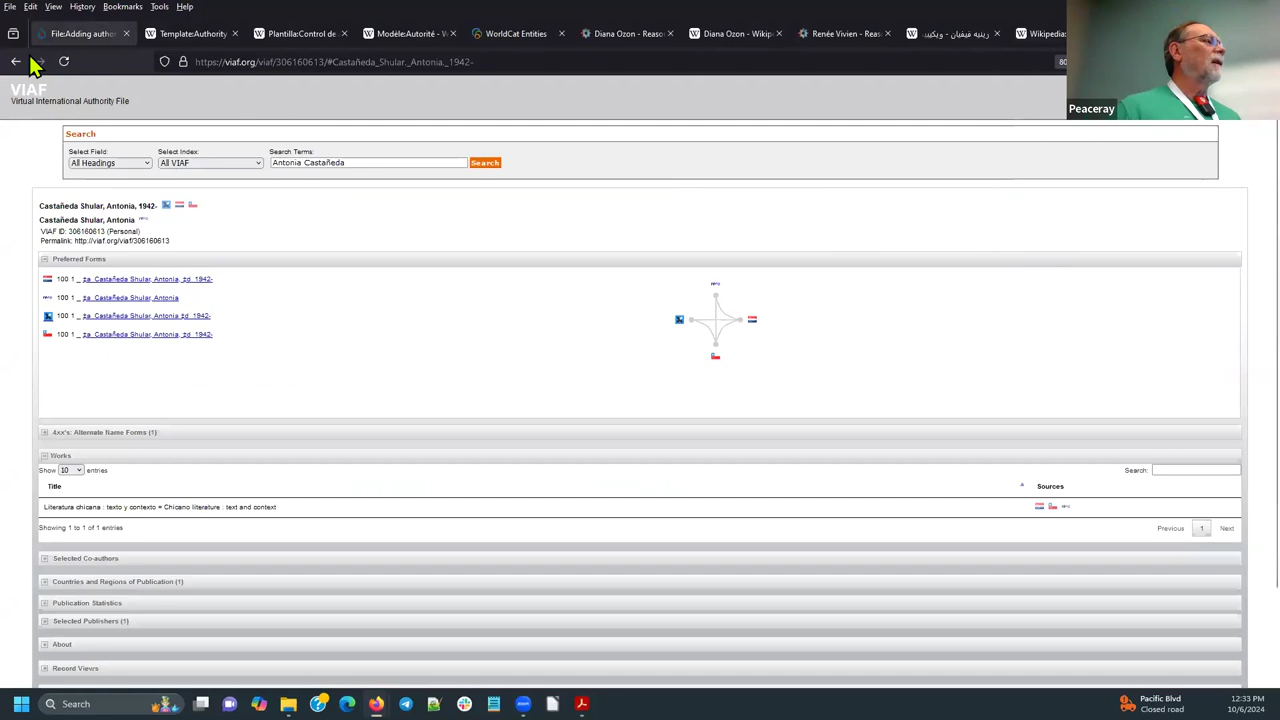 File Edit View History Bookmarks Tools Help
File:Adding autho
Template:Authority
Plantilla:Control de
Modèle:Autorité - W
WorldCat Entities
Diana Ozon - Reaso
Diana Ozon - Wikip
Renée Vivien - Reas
رينيه فيفيان - ويكيبي
Wikipedia:
https://viaf.org/viaf/306160613/#Castañeda_Shular,_Antonia,_1942-
80
Peaceray
VIAF
Virtual International Authority File
Search
Select Field: Select Index: Search Terms:
All Headings All VIAF Antonia Castañeda Search
Castañeda Shular, Antonia, 1942-
Castañeda Shular, Antonia
VIAF ID: 306160613 (Personal)
Permalink: http://viaf.org/viaf/306160613
Preferred Forms
100 1 _ ‡a Castañeda Shular, Antonia, ‡d 1942-
100 1 _ ‡a Castañeda Shular, Antonia
100 1 _ ‡a Castañeda Shular, Antonia ‡d 1942-
100 1 _ ‡a Castañeda Shular, Antonia, ‡d 1942-
4xx's: Alternate Name Forms (1)
Works
Show 10 entries Search:
Title Sources
Literatura chicana : texto y contexto = Chicano literature : text and context
Showing 1 to 1 of 1 entries Previous 1 Next
Selected Co-authors
Countries and Regions of Publication (1)
Publication Statistics
Selected Publishers (1)
About
Record Views
Search
Pacific Blvd
Closed road
12:33 PM
10/6/2024